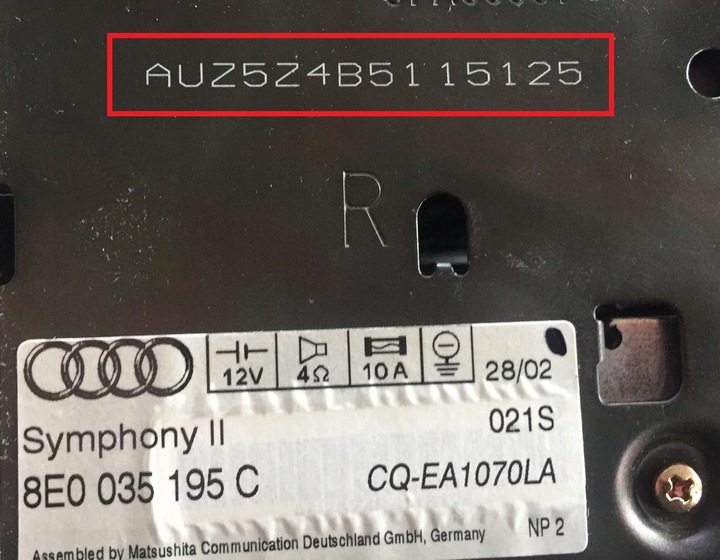 AUZ5Z4B5115125
R
12V
4Ω
10 A
28/02
Symphony II
021S
8E0 035 195 C
CQ-EA1070LA
NP 2
Assembled by Matsushita Communication Deutschland GmbH, Germany